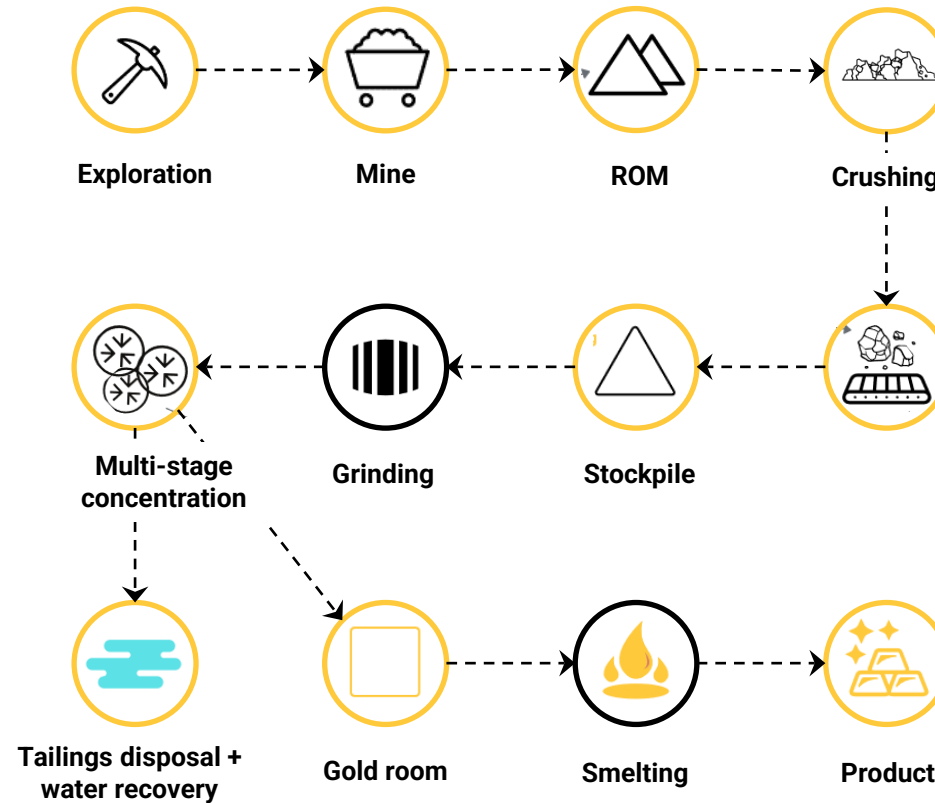 Exploration
Mine
ROM
Crushing
Multi-stage
concentration
Grinding
Stockpile
Tailings disposal +
water recovery
Gold room
Smelting
Product